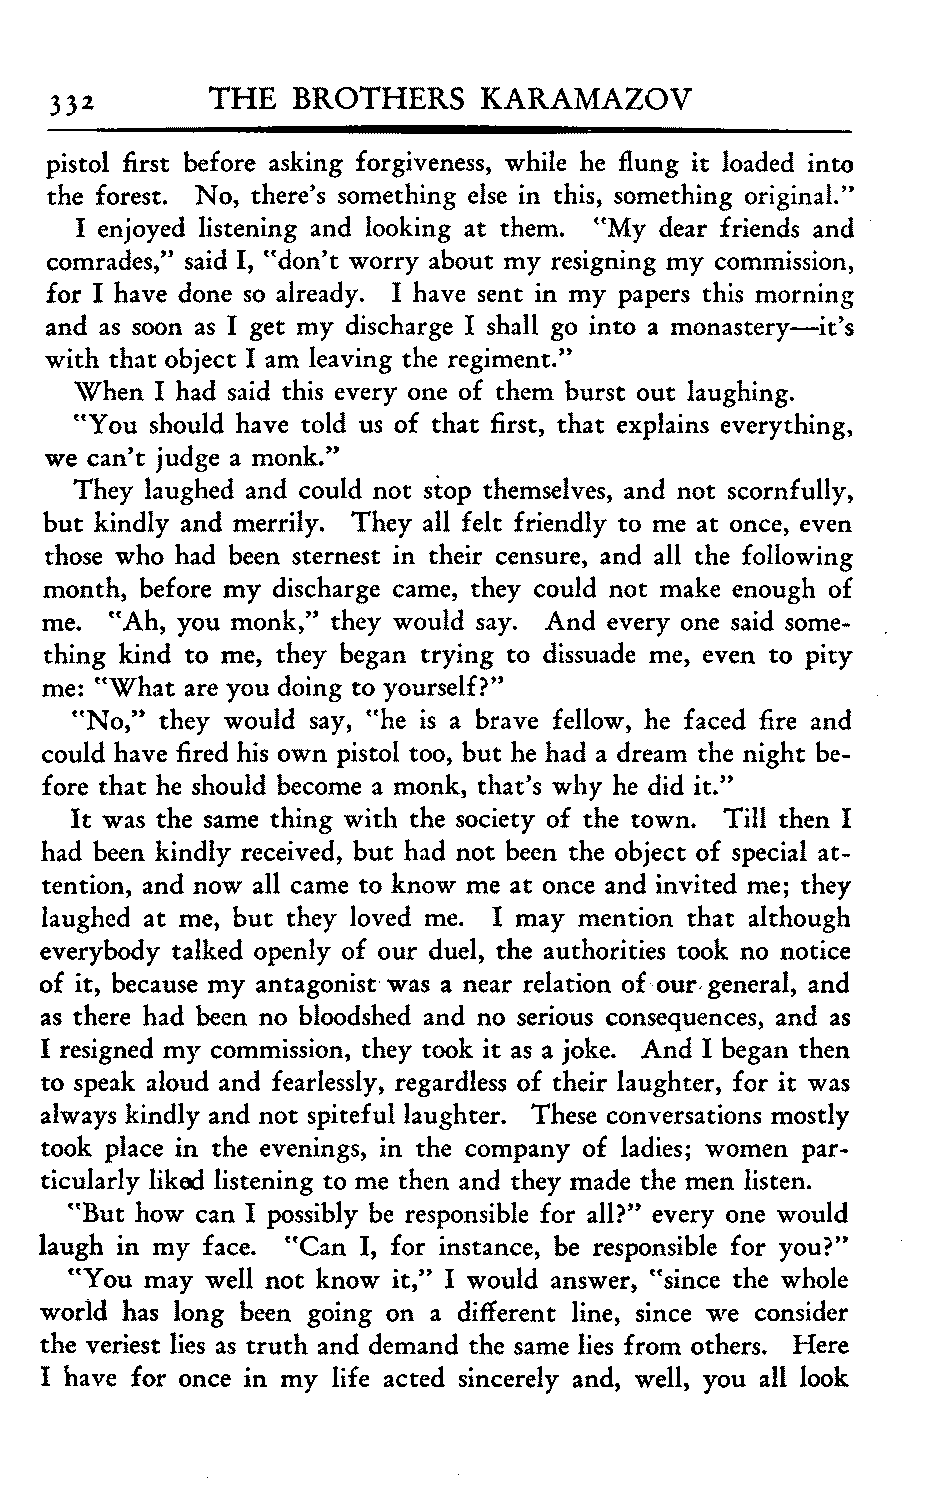 332 THE BROTHERS KARAMAZOV
pistol first before asking forgiveness, while he flung it loaded into
the forest. No, there's something else in this, something original."
I enjoyed listening and looking at them. "My dear friends and
comrades," said I, "don't worry about my resigning my commission,
for I have done so already. I have sent in my papers this morning
and as soon as I get my discharge I shall go into a monastery—it's
with that object I am leaving the regiment."
When I had said this every one of them burst out laughing.
"You should have told us of that first, that explains everything,
we can't judge a monk."
They laughed and could not stop themselves, and not scornfully,
but kindly and merrily. They all felt friendly to me at once, even
those who had been sternest in their censure, and all the following
month, before my discharge came, they could not make enough of
me. "Ah, you monk," they would say. And every one said some-
thing kind to me, they began trying to dissuade me, even to pity
me: "What are you doing to yourself?"
"No," they would say, "he is a brave fellow, he faced fire and
could have fired his own pistol too, but he had a dream the night be-
fore that he should become a monk, that's why he did it."
It was the same thing with the society of the town. Till then I
had been kindly received, but had not been the object of special at-
tention, and now all came to know me at once and invited me; they
laughed at me, but they loved me. I may mention that although
everybody talked openly of our duel, the authorities took no notice
of it, because my antagonist was a near relation of our general, and
as there had been no bloodshed and no serious consequences, and as
I resigned my commission, they took it as a joke. And I began then
to speak aloud and fearlessly, regardless of their laughter, for it was
always kindly and not spiteful laughter. These conversations mostly
took place in the evenings, in the company of ladies; women par-
ticularly liked listening to me then and they made the men listen.
"But how can I possibly be responsible for all?" every one would
laugh in my face. "Can I, for instance, be responsible for you?"
"You may well not know it," I would answer, "since the whole
world has long been going on a different line, since we consider
the veriest lies as truth and demand the same lies from others. Here
I have for once in my life acted sincerely and, well, you all look